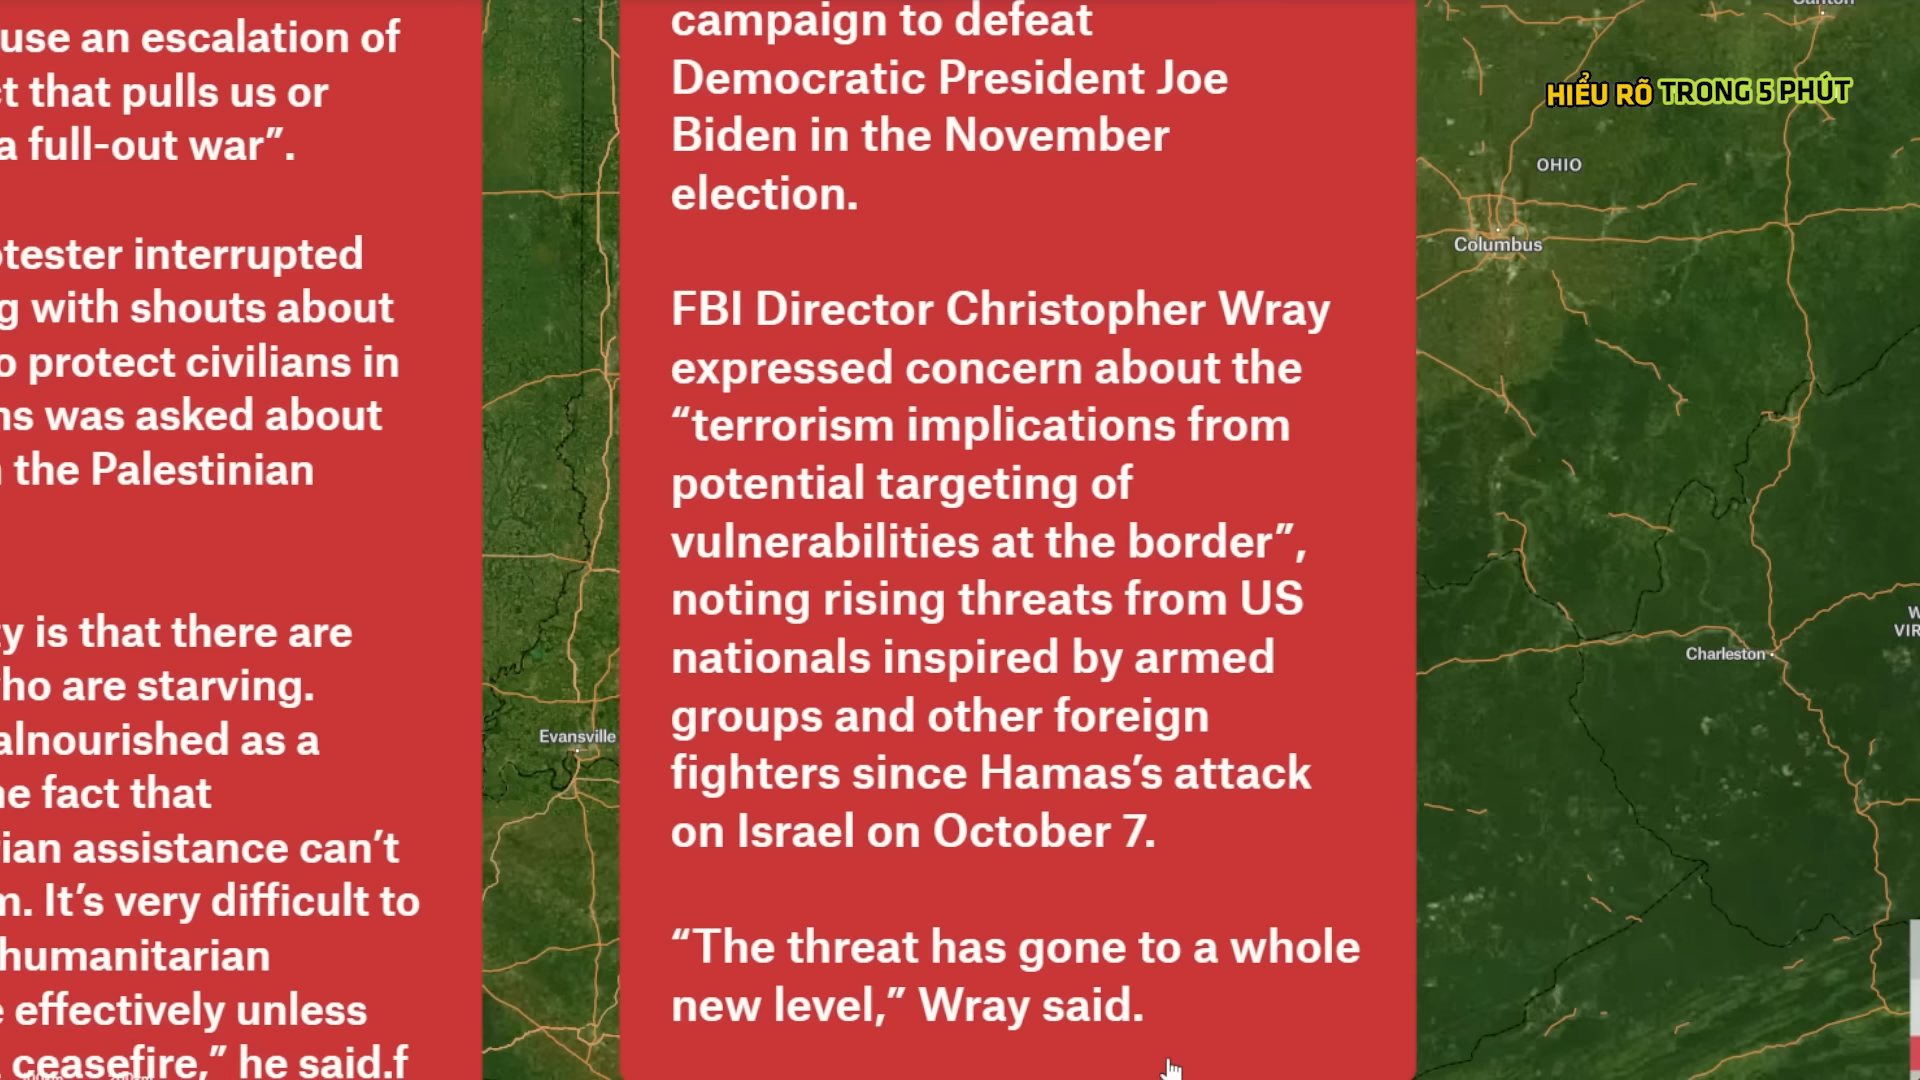 use an escalation of
that pulls us or
a full-out war”.
interrupted
with shouts about
protect civilians in
was asked about
the Palestinian
is that there are
who are starving.
as a
fact that
assistance can’t
It’s very difficult to
humanitarian
effectively unless
ceasefire,” he said.f
campaign to defeat
Democratic President Joe
Biden in the November
election.
FBI Director Christopher Wray
expressed concern about the
“terrorism implications from
potential targeting of
vulnerabilities at the border”,
noting rising threats from US
nationals inspired by armed
groups and other foreign
fighters since Hamas’s attack
on Israel on October 7.
“The threat has gone to a whole
new level,” Wray said.
HIỂU RÕ TRONG 5 PHÚT
OHIO
Columbus
Charleston
Evansville